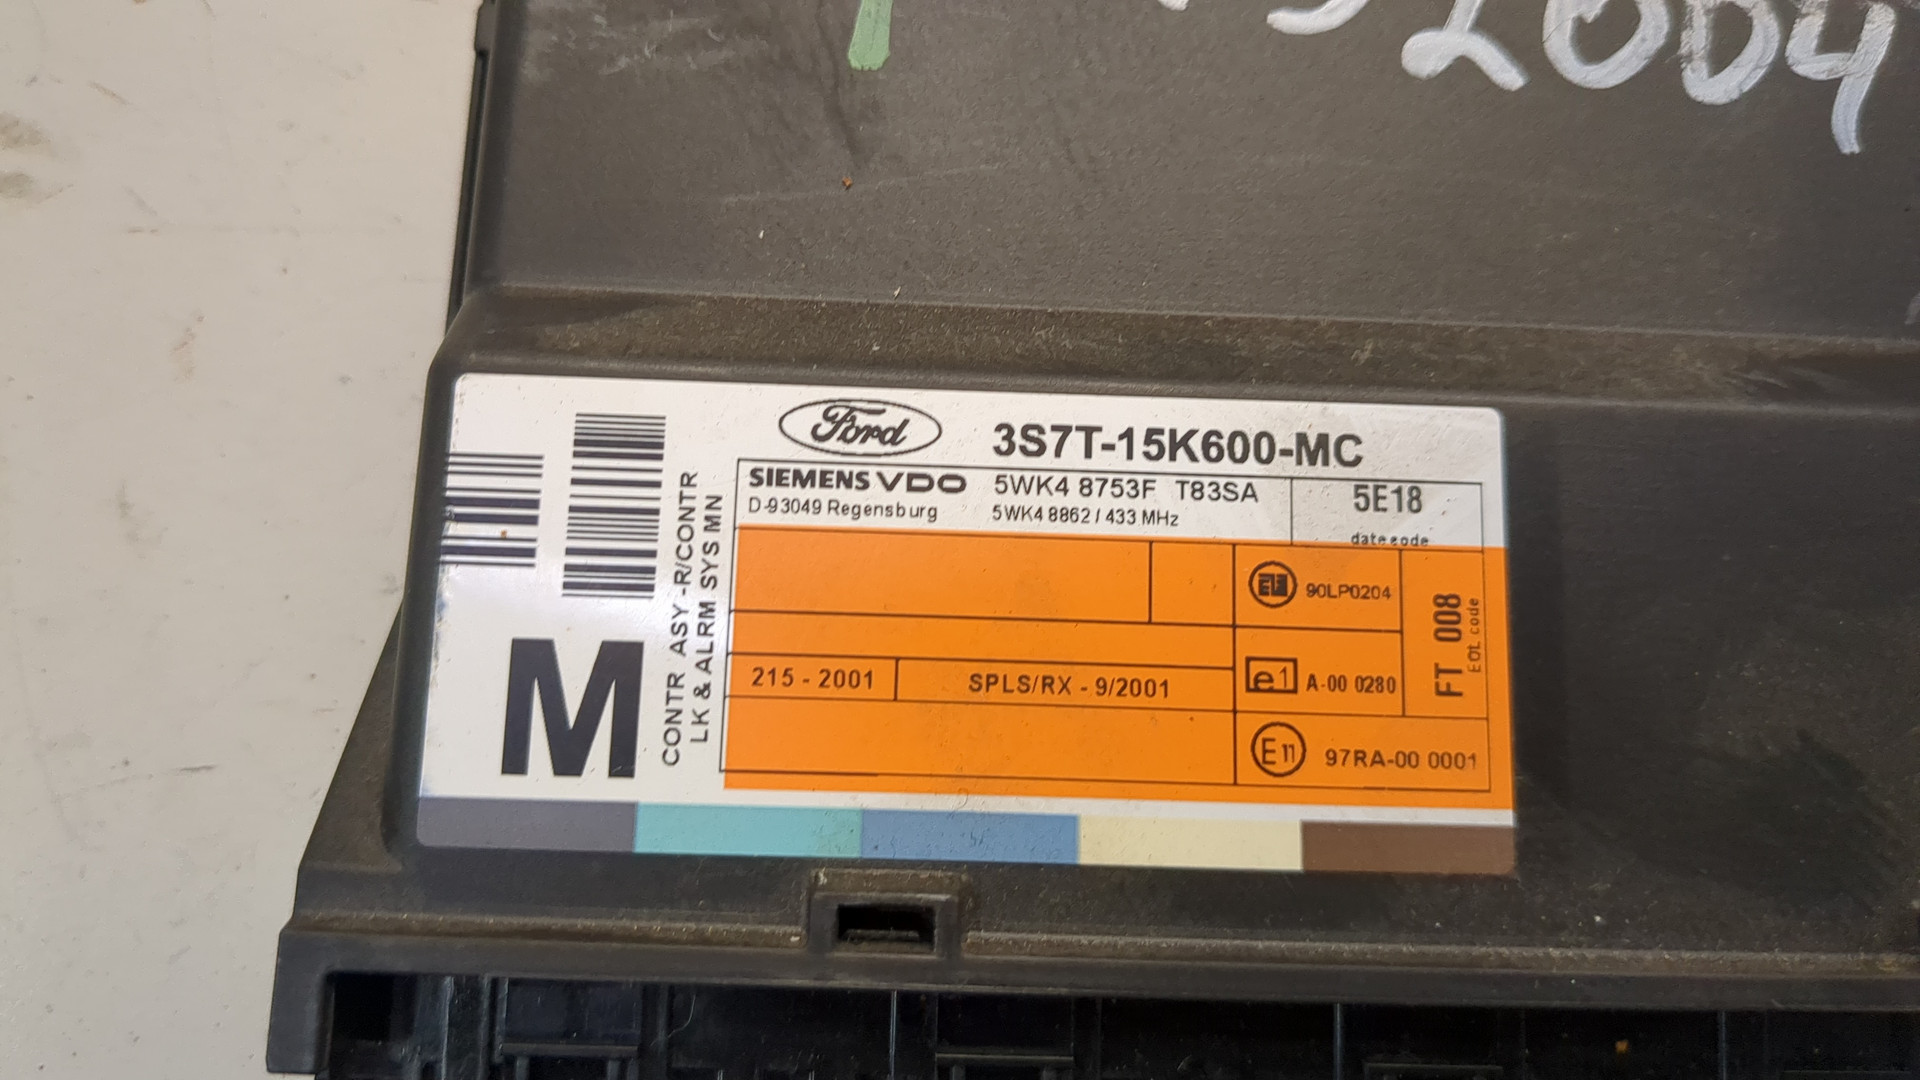 52004
Ford 3S7T-15K600-MC
SIEMENS VDO 5WK4 8753F T83SA 5E18
D-93049 Regensburg 5WK4 8862 / 433 MHz date code
CONTR ASY -R/CONTR
LK & ALRM SYS MN
M
90LP0204
215 - 2001 SPLS/RX - 9/2001
e1 A-00 0280
FT 008
EOL code
E11 97RA-00 0001